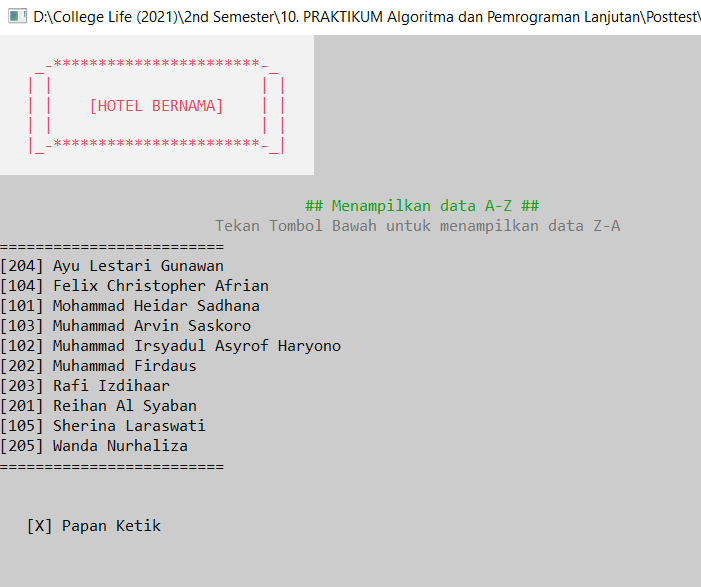 D:\College Life (2021)\2nd Semester\10. PRAKTIKUM Algoritma dan Pemrograman Lanjutan\Posttest\
_-***********************-_
| |                       | |
| |    [HOTEL BERNAMA]    | |
| |                       | |
|_-***********************-_|
## Menampilkan data A-Z ##
Tekan Tombol Bawah untuk menampilkan data Z-A
=========================
[204] Ayu Lestari Gunawan
[104] Felix Christopher Afrian
[101] Mohammad Heidar Sadhana
[103] Muhammad Arvin Saskoro
[102] Muhammad Irsyadul Asyrof Haryono
[202] Muhammad Firdaus
[203] Rafi Izdihaar
[201] Reihan Al Syaban
[105] Sherina Laraswati
[205] Wanda Nurhaliza
=========================
[X] Papan Ketik